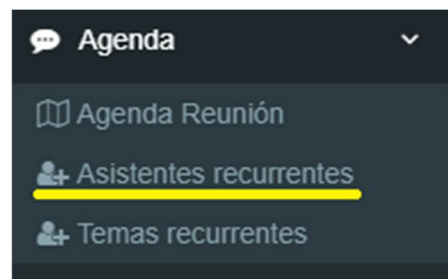 Agenda
Agenda Reunión
Asistentes recurrentes
Temas recurrentes